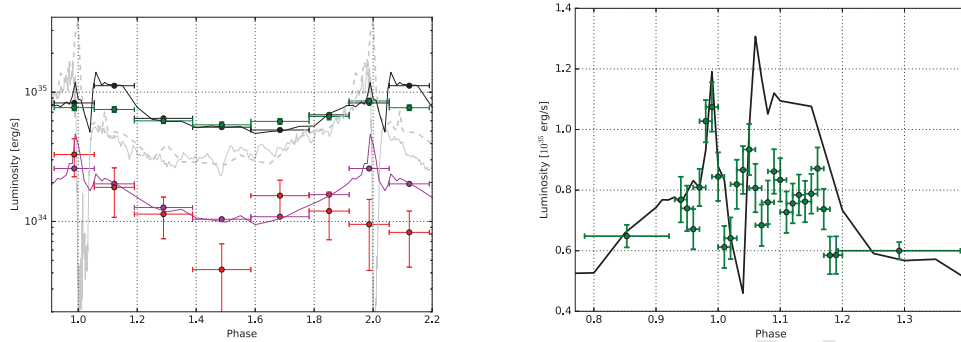 10^35
10^34
Luminosity [erg/s]
1.0 1.2 1.4 1.6 1.8 2.0 2.2
Phase
1.4
1.2
1.0
0.8
0.6
0.4
Luminosity [10^35 erg/s]
0.8 0.9 1.0 1.1 1.2 1.3
Phase